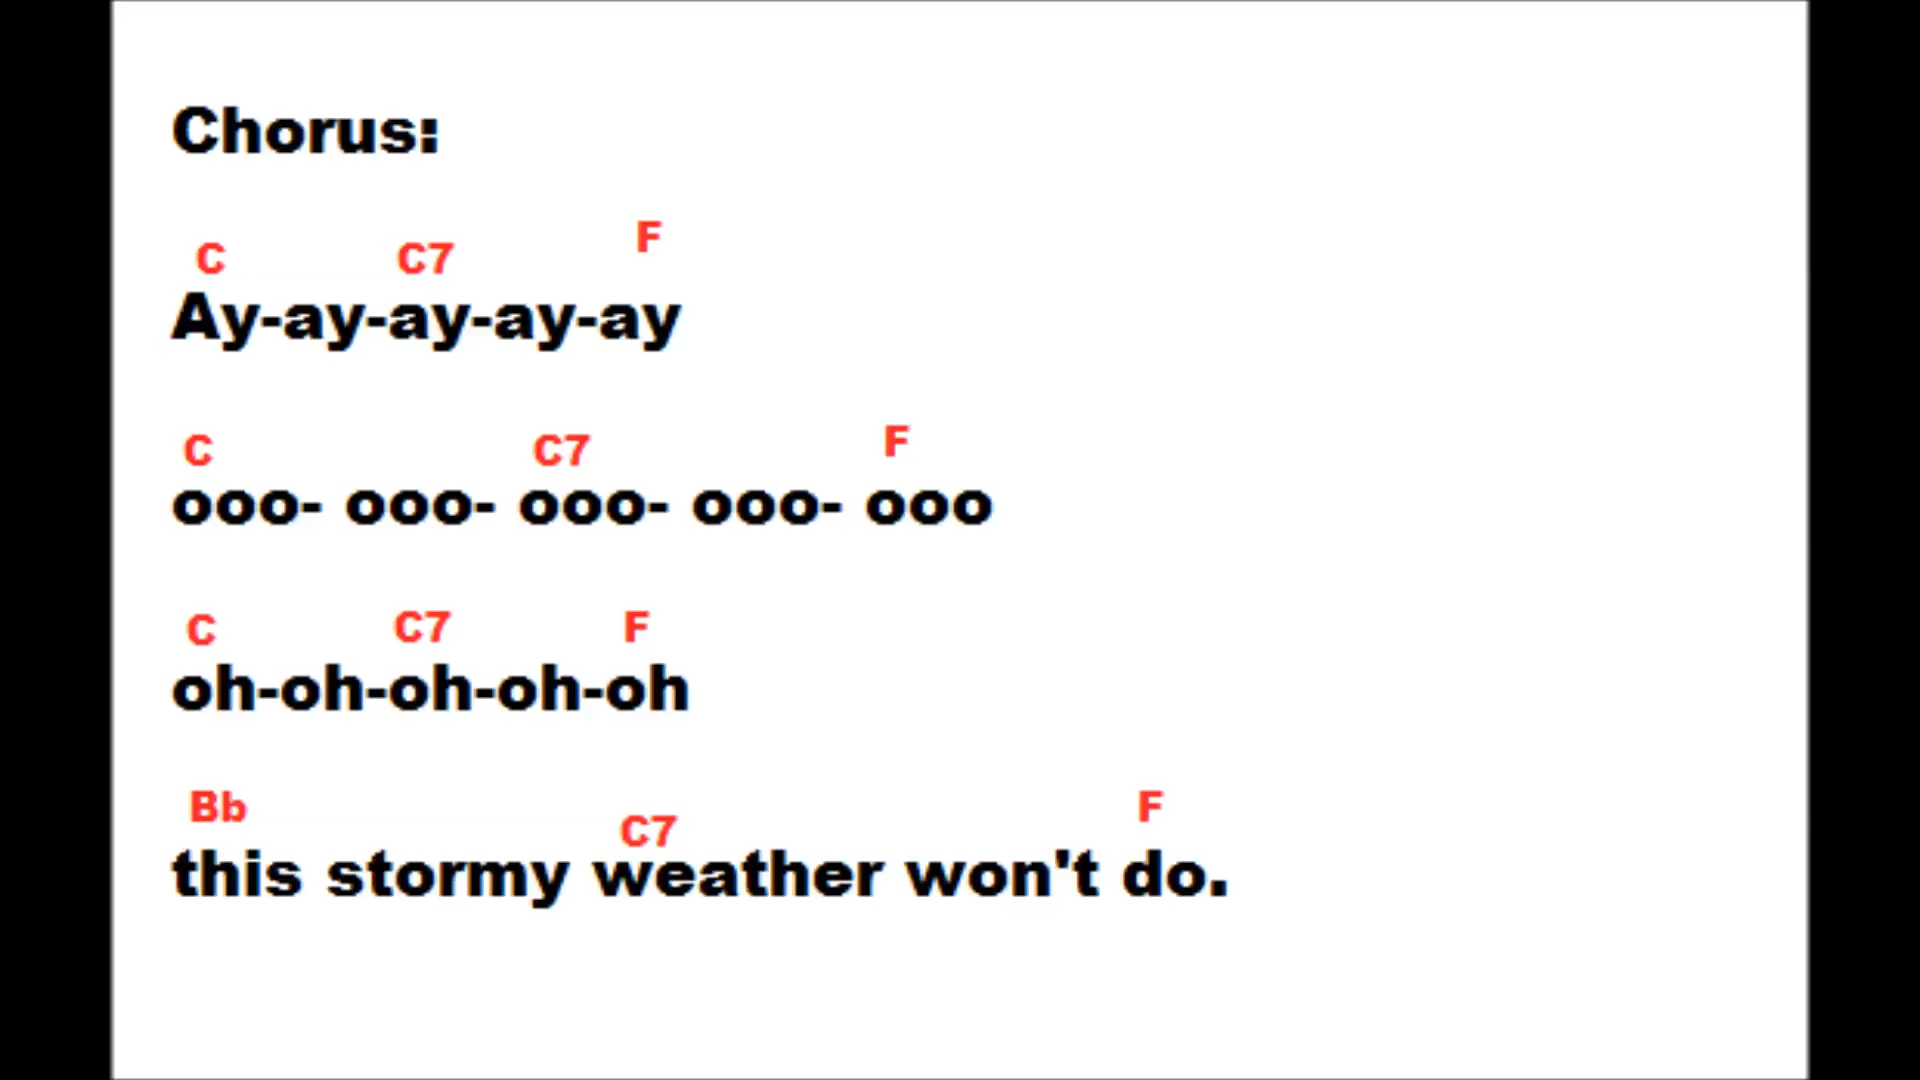 Chorus:
C C7 F
Ay-ay-ay-ay-ay
C C7 F
ooo- ooo- ooo- ooo- ooo
C C7 F
oh-oh-oh-oh-oh
Bb C7 F
this stormy weather won't do.